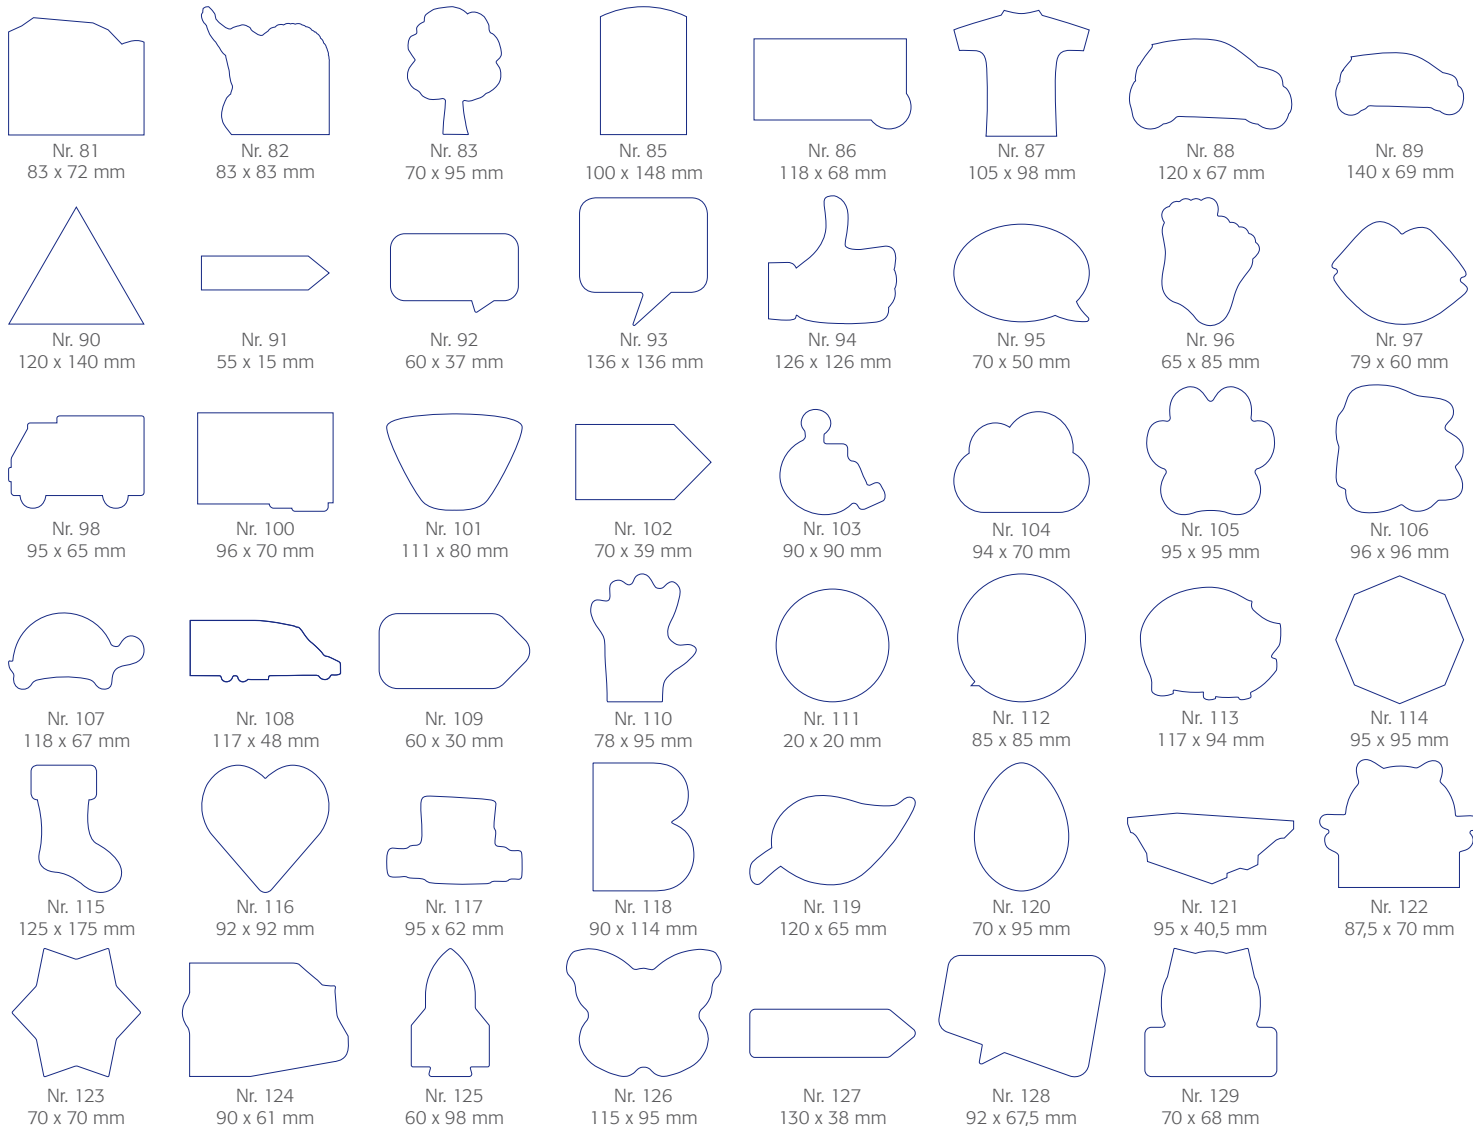 Nr. 81
83 x 72 mm
Nr. 82
83 x 83 mm
Nr. 83
70 x 95 mm
Nr. 85
100 x 148 mm
Nr. 86
118 x 68 mm
Nr. 87
105 x 98 mm
Nr. 88
120 x 67 mm
Nr. 89
140 x 69 mm
Nr. 90
120 x 140 mm
Nr. 91
55 x 15 mm
Nr. 92
60 x 37 mm
Nr. 93
136 x 136 mm
Nr. 94
126 x 126 mm
Nr. 95
70 x 50 mm
Nr. 96
65 x 85 mm
Nr. 97
79 x 60 mm
Nr. 98
95 x 65 mm
Nr. 100
96 x 70 mm
Nr. 101
111 x 80 mm
Nr. 102
70 x 39 mm
Nr. 103
90 x 90 mm
Nr. 104
94 x 70 mm
Nr. 105
95 x 95 mm
Nr. 106
96 x 96 mm
Nr. 107
118 x 67 mm
Nr. 108
117 x 48 mm
Nr. 109
60 x 30 mm
Nr. 110
78 x 95 mm
Nr. 111
20 x 20 mm
Nr. 112
85 x 85 mm
Nr. 113
117 x 94 mm
Nr. 114
95 x 95 mm
Nr. 115
125 x 175 mm
Nr. 116
92 x 92 mm
Nr. 117
95 x 62 mm
Nr. 118
90 x 114 mm
Nr. 119
120 x 65 mm
Nr. 120
70 x 95 mm
Nr. 121
95 x 40,5 mm
Nr. 122
87,5 x 70 mm
Nr. 123
70 x 70 mm
Nr. 124
90 x 61 mm
Nr. 125
60 x 98 mm
Nr. 126
115 x 95 mm
Nr. 127
130 x 38 mm
Nr. 128
92 x 67,5 mm
Nr. 129
70 x 68 mm